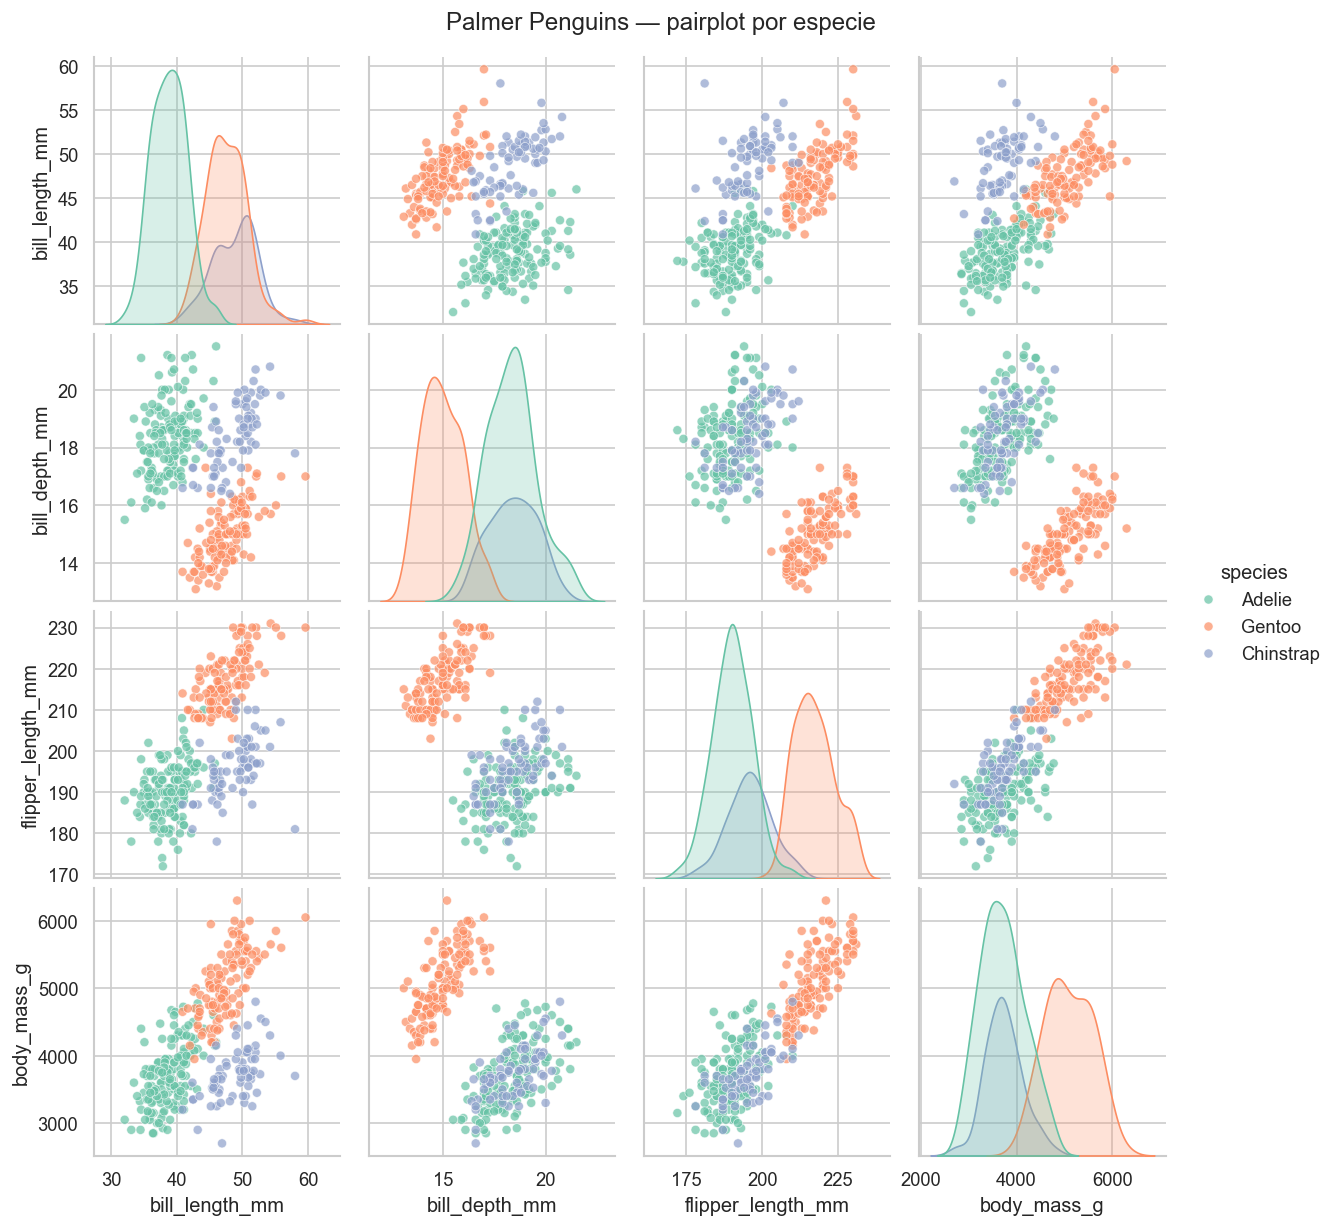 Palmer Penguins — pairplot por especie
60
55
50
45
40
35
bill_length_mm
20
18
16
14
bill_depth_mm
230
220
210
200
190
180
170
flipper_length_mm
6000
5000
4000
3000
body_mass_g
30 40 50 60
bill_length_mm
15 20
bill_depth_mm
175 200 225
flipper_length_mm
2000 4000 6000
body_mass_g
species
Adelie
Gentoo
Chinstrap